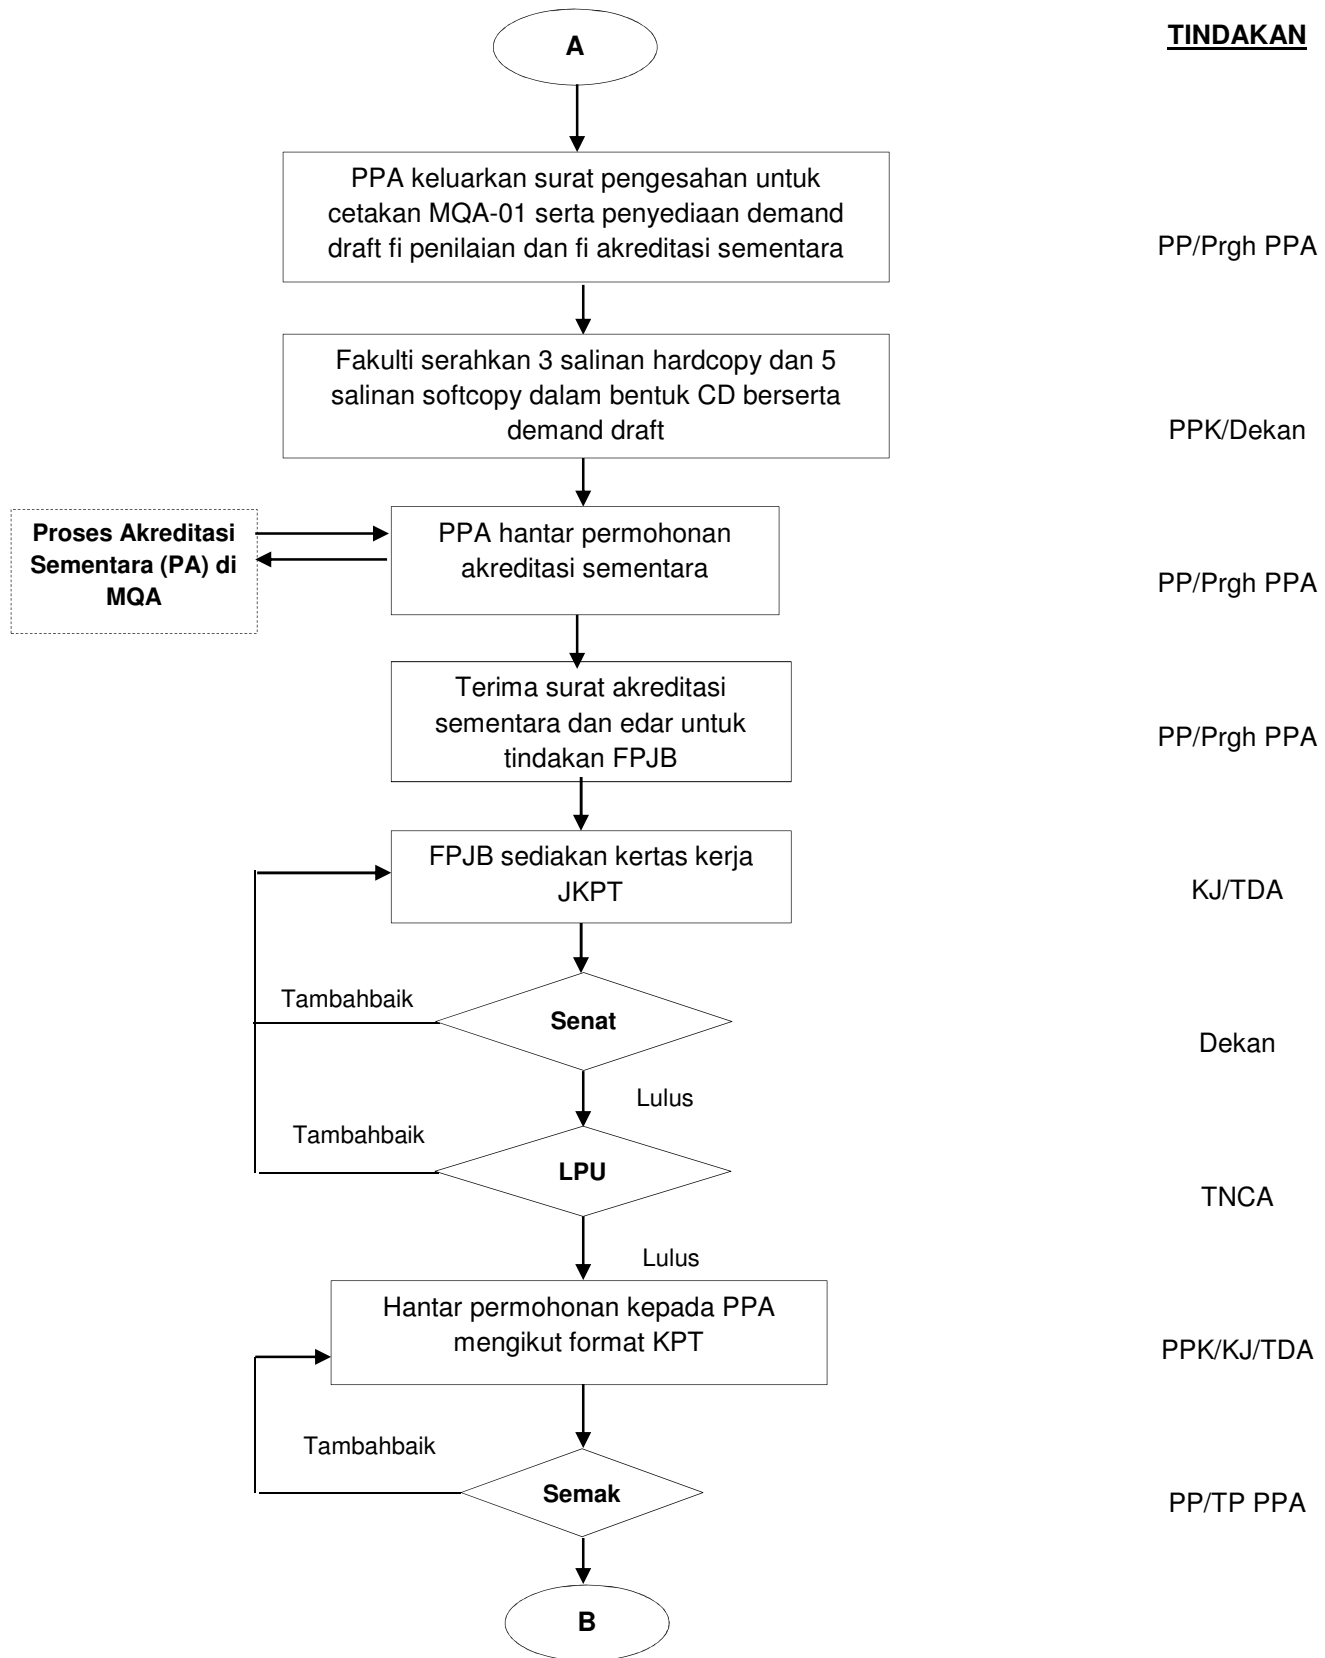 A
TINDAKAN
PPA keluarkan surat pengesahan untuk
cetakan MQA-01 serta penyediaan demand
draft fi penilaian dan fi akreditasi sementara
PP/Prgh PPA
Fakulti serahkan 3 salinan hardcopy dan 5
salinan softcopy dalam bentuk CD berserta
demand draft
PPK/Dekan
Proses Akreditasi
Sementara (PA) di
MQA
PPA hantar permohonan
akreditasi sementara
PP/Prgh PPA
Terima surat akreditasi
sementara dan edar untuk
tindakan FPJB
PP/Prgh PPA
FPJB sediakan kertas kerja
JKPT
KJ/TDA
Tambahbaik
Senat
Dekan
Lulus
Tambahbaik
LPU
TNCA
Lulus
Hantar permohonan kepada PPA
mengikut format KPT
PPK/KJ/TDA
Tambahbaik
Semak
PP/TP PPA
B